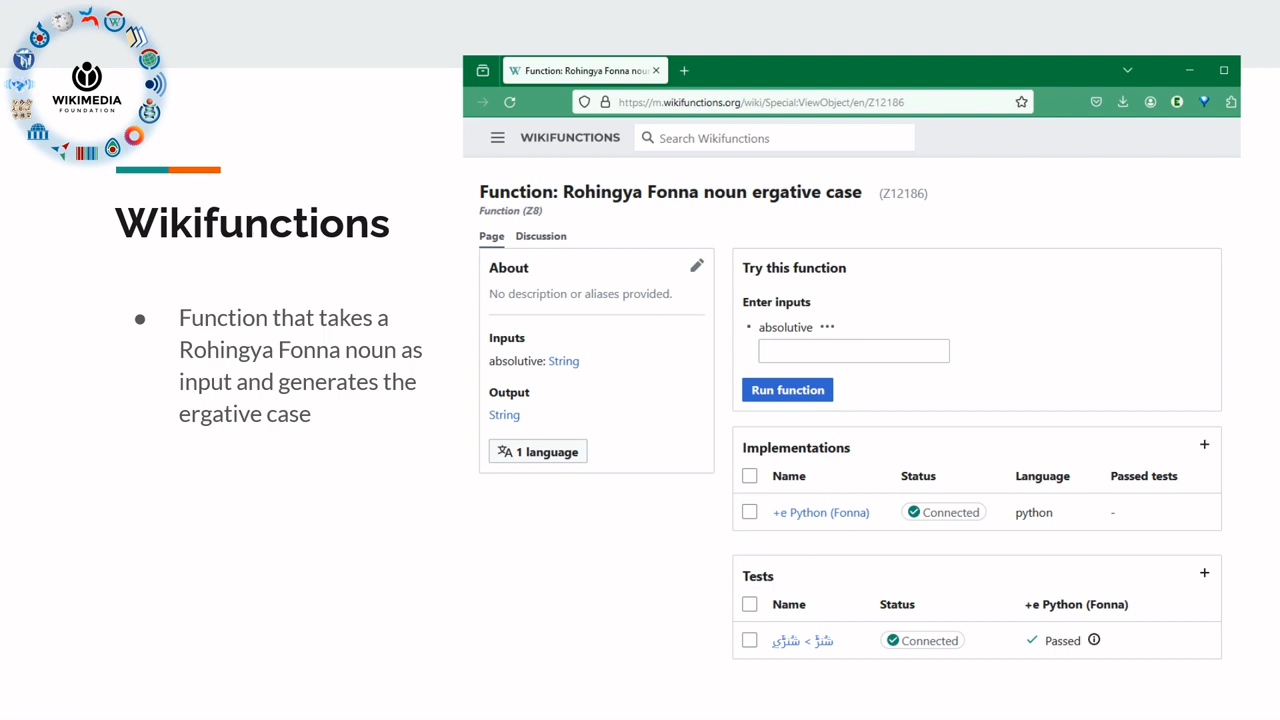 WIKIMEDIA
FOUNDATION
Wikifunctions
● Function that takes a
Rohingya Fonna noun as
input and generates the
ergative case
Function: Rohingya Fonna nou
https://m.wikifunctions.org/wiki/Special:ViewObject/en/Z12186
WIKIFUNCTIONS
Search Wikifunctions
Function: Rohingya Fonna noun ergative case (Z12186)
Function (Z8)
Page Discussion
About
No description or aliases provided.
Inputs
absolutive: String
Output
String
1 language
Try this function
Enter inputs
• absolutive •••
Run function
Implementations
Name Status Language Passed tests
+e Python (Fonna) Connected python -
Tests
Name Status +e Python (Fonna)
Connected Passed